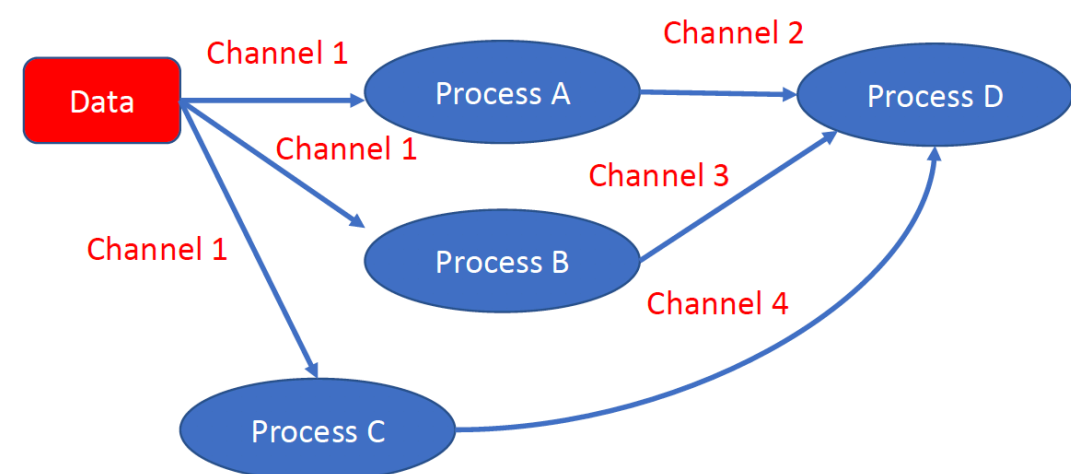 Channel 1
Channel 2
Data
Process A
Process D
Channel 1
Channel 3
Channel 1
Process B
Channel 4
Process C